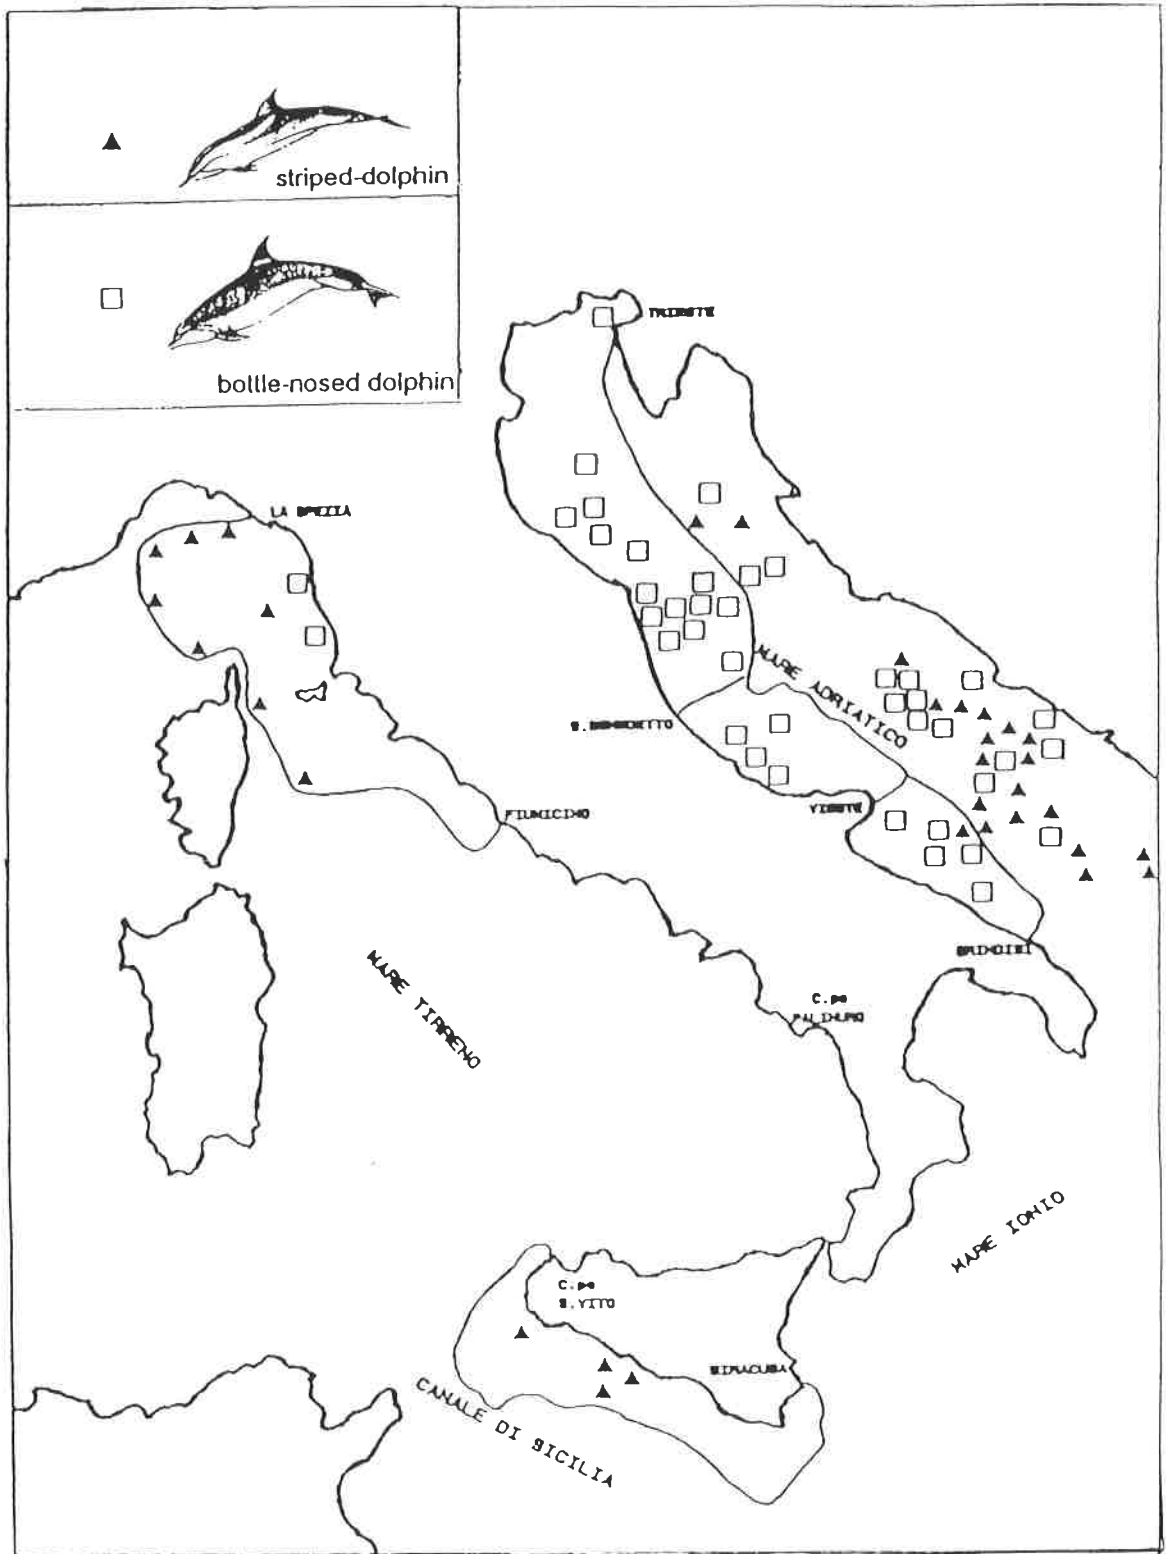 striped-dolphin
bottle-nosed dolphin
TRIESTE
LA SPEZIA
MARE ADRIATICO
S.BENEDETTO
VIESTE
FIUMICINO
BRINDISI
MARE TIRRENO
C.po
PALINURO
MARE IONIO
C.po
S.VITO
SIRACUSA
CANALE DI SICILIA